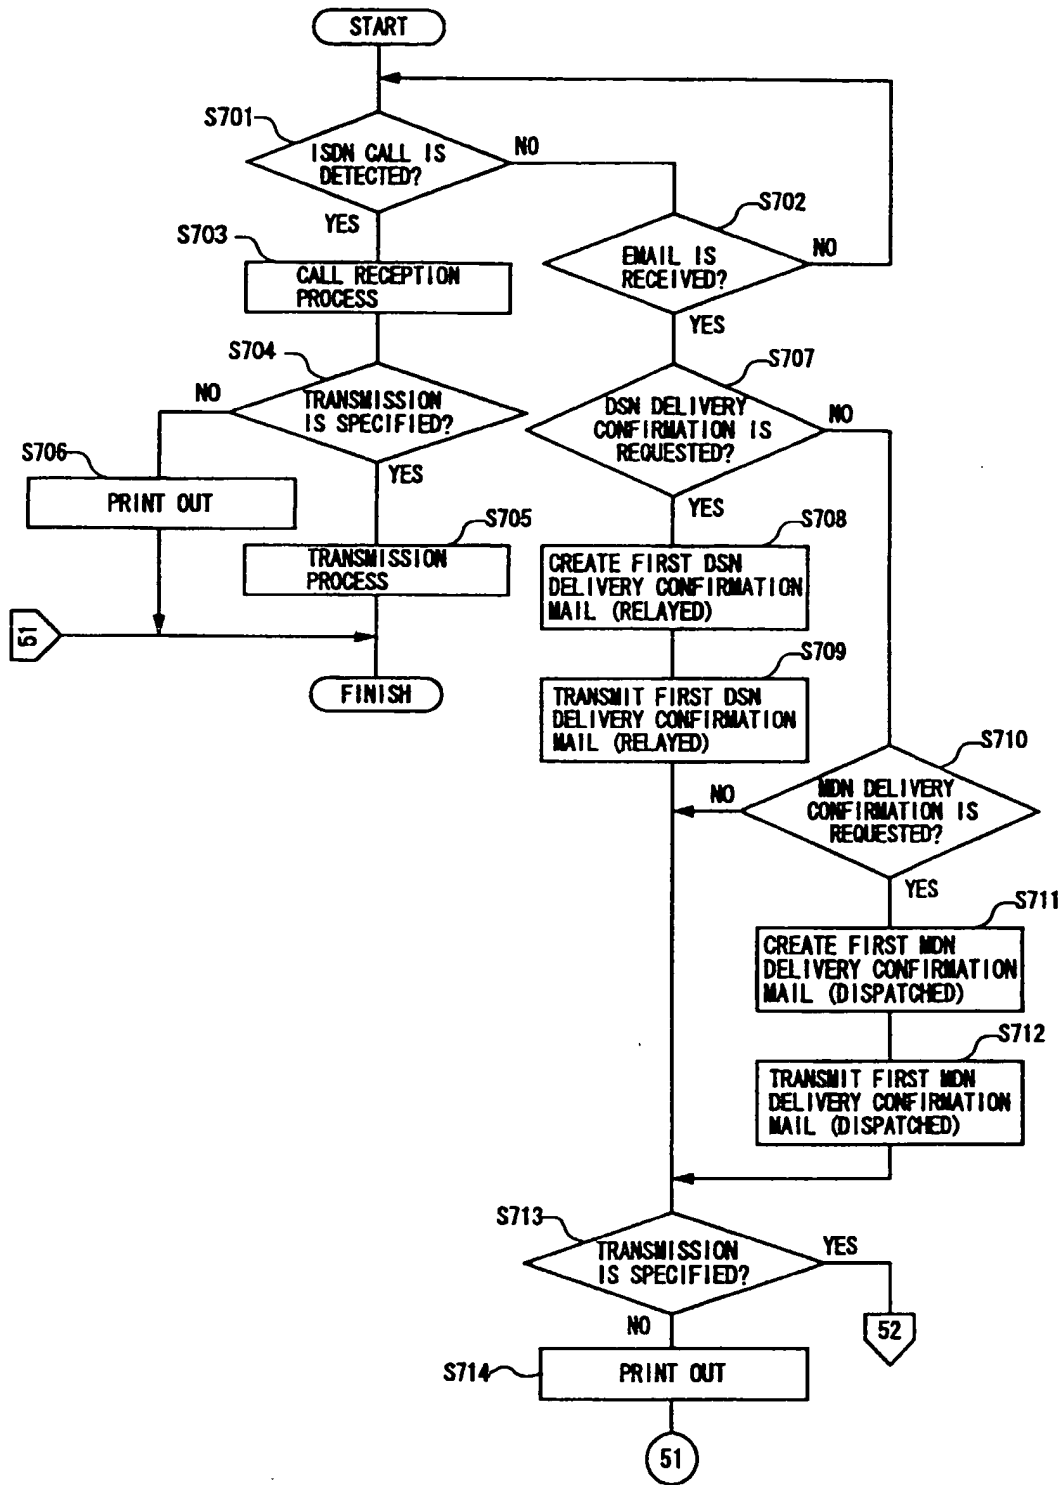 START
S701
ISDN CALL IS
DETECTED?
NO
YES
S702
EMAIL IS
RECEIVED?
NO
YES
S703
CALL RECEPTION
PROCESS
S704
TRANSMISSION
IS SPECIFIED?
NO
YES
S706
PRINT OUT
S705
TRANSMISSION
PROCESS
51
FINISH
S707
DSN DELIVERY
CONFIRMATION IS
REQUESTED?
NO
YES
S708
CREATE FIRST DSN
DELIVERY CONFIRMATION
MAIL (RELAYED)
S709
TRANSMIT FIRST DSN
DELIVERY CONFIRMATION
MAIL (RELAYED)
S710
MDN DELIVERY
CONFIRMATION IS
REQUESTED?
NO
YES
S711
CREATE FIRST MDN
DELIVERY CONFIRMATION
MAIL (DISPATCHED)
S712
TRANSMIT FIRST MDN
DELIVERY CONFIRMATION
MAIL (DISPATCHED)
S713
TRANSMISSION
IS SPECIFIED?
YES
52
NO
S714
PRINT OUT
51